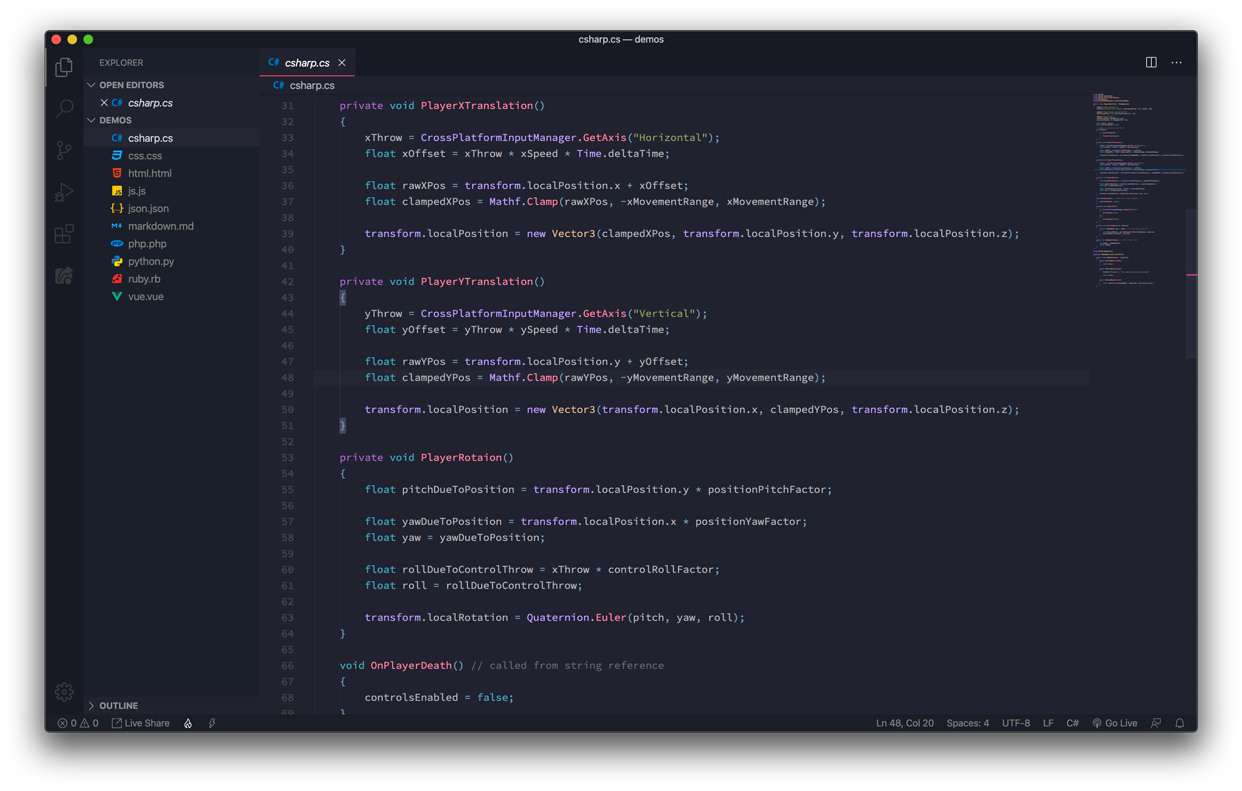 csharp.cs — demos
EXPLORER
OPEN EDITORS
csharp.cs
DEMOS
csharp.cs
css.css
html.html
js.js
json.json
markdown.md
php.php
python.py
ruby.rb
vue.vue
OUTLINE
C# csharp.cs
C# csharp.cs
31 private void PlayerXTranslation()
32 {
33 xThrow = CrossPlatformInputManager.GetAxis("Horizontal");
34 float xOffset = xThrow * xSpeed * Time.deltaTime;
35
36 float rawXPos = transform.localPosition.x + xOffset;
37 float clampedXPos = Mathf.Clamp(rawXPos, -xMovementRange, xMovementRange);
38
39 transform.localPosition = new Vector3(clampedXPos, transform.localPosition.y, transform.localPosition.z);
40 }
41
42 private void PlayerYTranslation()
43 {
44 yThrow = CrossPlatformInputManager.GetAxis("Vertical");
45 float yOffset = yThrow * ySpeed * Time.deltaTime;
46
47 float rawYPos = transform.localPosition.y + yOffset;
48 float clampedYPos = Mathf.Clamp(rawYPos, -yMovementRange, yMovementRange);
49
50 transform.localPosition = new Vector3(transform.localPosition.x, clampedYPos, transform.localPosition.z);
51 }
52
53 private void PlayerRotaion()
54 {
55 float pitchDueToPosition = transform.localPosition.y * positionPitchFactor;
56
57 float yawDueToPosition = transform.localPosition.x * positionYawFactor;
58 float yaw = yawDueToPosition;
59
60 float rollDueToControlThrow = xThrow * controlRollFactor;
61 float roll = rollDueToControlThrow;
62
63 transform.localRotation = Quaternion.Euler(pitch, yaw, roll);
64 }
65
66 void OnPlayerDeath() // called from string reference
67 {
68 controlsEnabled = false;
69 }
0 0 Live Share Ln 48, Col 20 Spaces: 4 UTF-8 LF C# Go Live